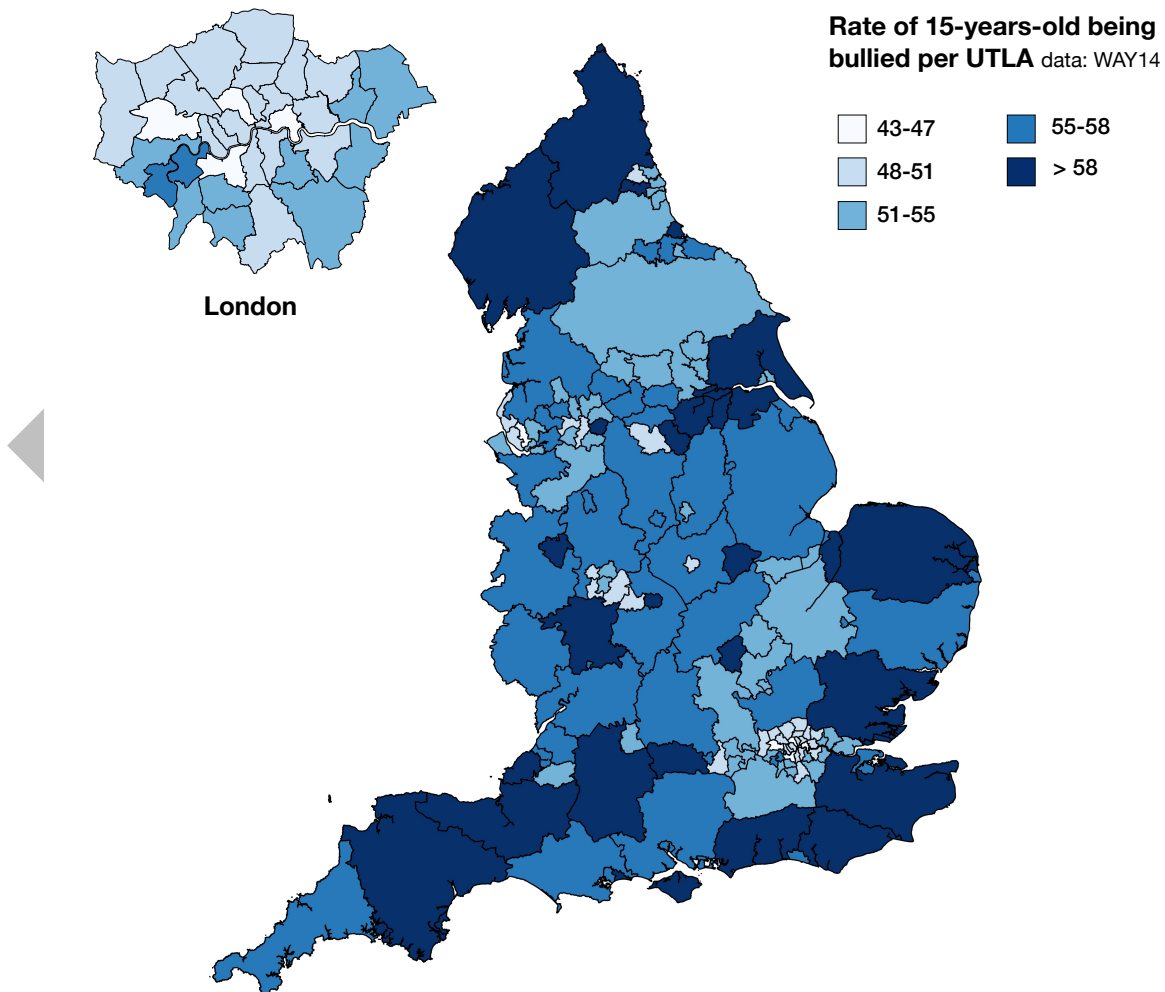 Rate of 15-years-old being
bullied per UTLA data: WAY14
43-47
48-51
51-55
55-58
> 58
London